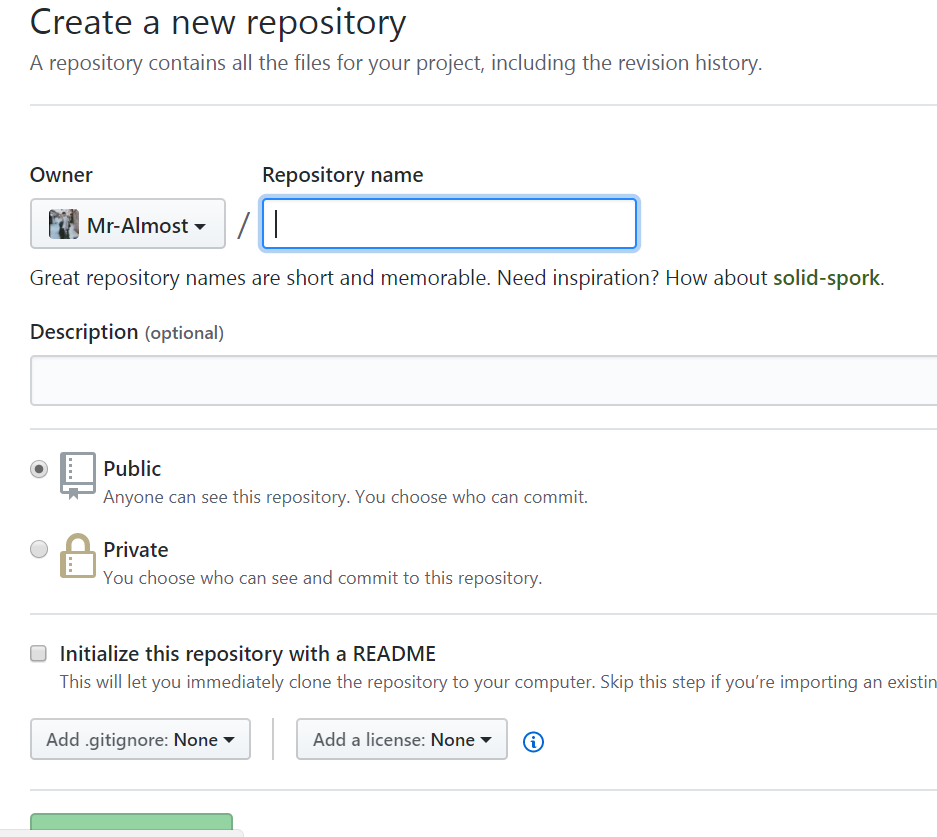 Create a new repository
A repository contains all the files for your project, including the revision history.
Owner
Repository name
Mr-Almost
/
Great repository names are short and memorable. Need inspiration? How about solid-spork.
Description (optional)
Public
Anyone can see this repository. You choose who can commit.
Private
You choose who can see and commit to this repository.
Initialize this repository with a README
This will let you immediately clone the repository to your computer. Skip this step if you’re importing an existin
Add .gitignore: None
Add a license: None